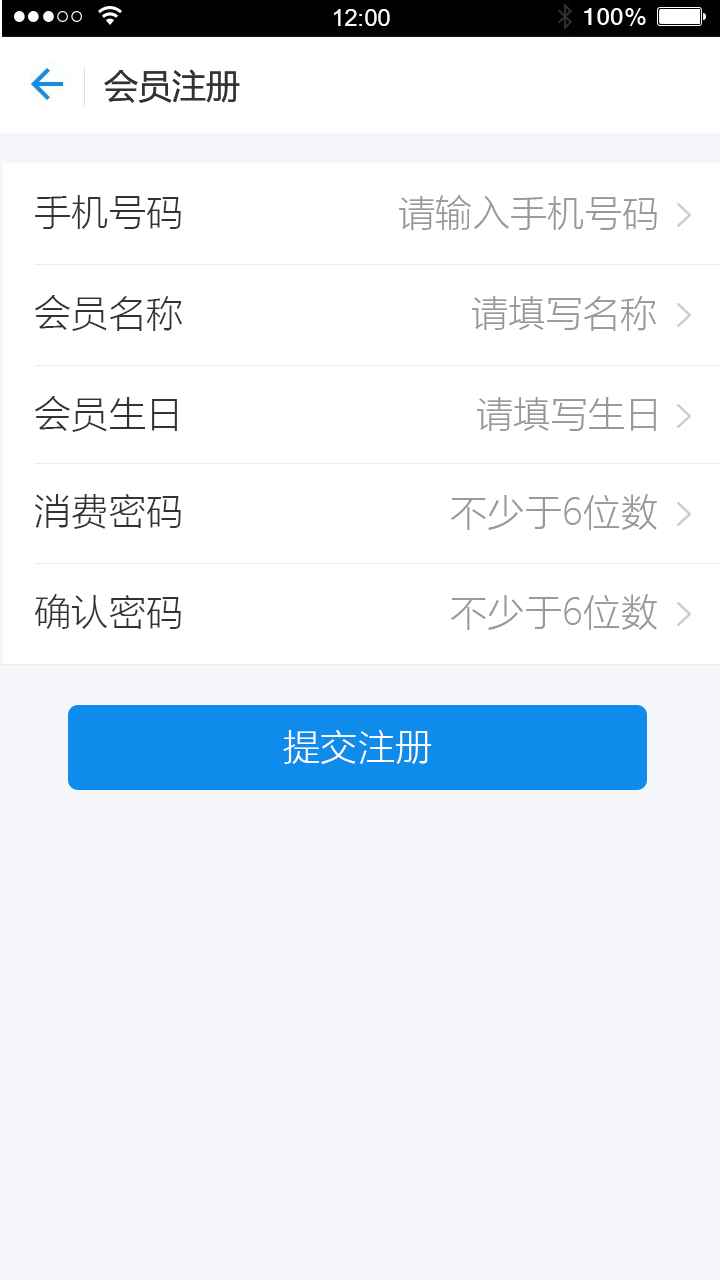 12:00
100%
会员注册
手机号码 请输入手机号码
会员名称 请填写名称
会员生日 请填写生日
消费密码 不少于6位数
确认密码 不少于6位数
提交注册